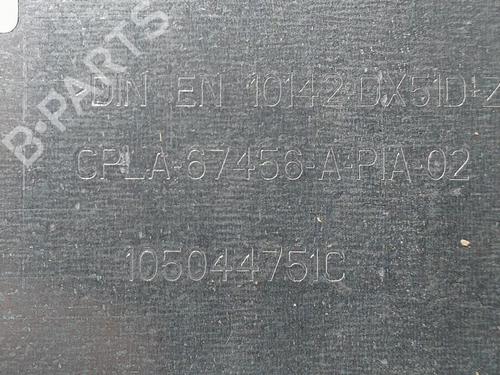 B-PARTS
>DIN EN 10142-DX51D+Z
CPLA-67456-A-PIA-02
105044751C